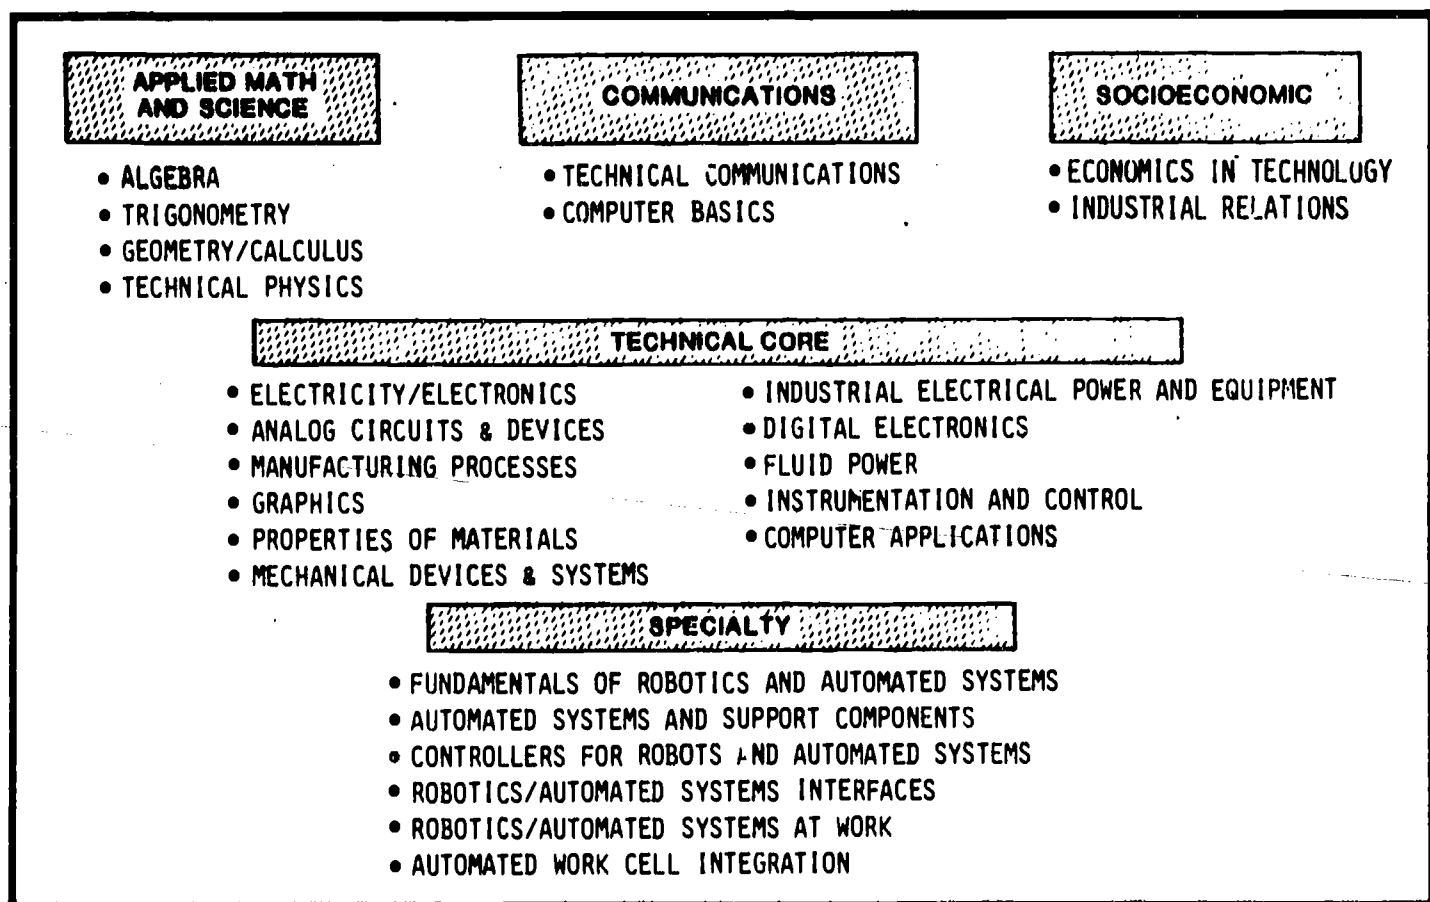 APPLIED MATH
AND SCIENCE
• ALGEBRA
• TRIGONOMETRY
• GEOMETRY/CALCULUS
• TECHNICAL PHYSICS
COMMUNICATIONS
• TECHNICAL COMMUNICATIONS
• COMPUTER BASICS
SOCIOECONOMIC
• ECONOMICS IN TECHNOLOGY
• INDUSTRIAL RELATIONS
TECHNICAL CORE
• ELECTRICITY/ELECTRONICS
• ANALOG CIRCUITS & DEVICES
• MANUFACTURING PROCESSES
• GRAPHICS
• PROPERTIES OF MATERIALS
• MECHANICAL DEVICES & SYSTEMS
• INDUSTRIAL ELECTRICAL POWER AND EQUIPMENT
• DIGITAL ELECTRONICS
• FLUID POWER
• INSTRUMENTATION AND CONTROL
• COMPUTER APPLICATIONS
SPECIALTY
• FUNDAMENTALS OF ROBOTICS AND AUTOMATED SYSTEMS
• AUTOMATED SYSTEMS AND SUPPORT COMPONENTS
• CONTROLLERS FOR ROBOTS AND AUTOMATED SYSTEMS
• ROBOTICS/AUTOMATED SYSTEMS INTERFACES
• ROBOTICS/AUTOMATED SYSTEMS AT WORK
• AUTOMATED WORK CELL INTEGRATION